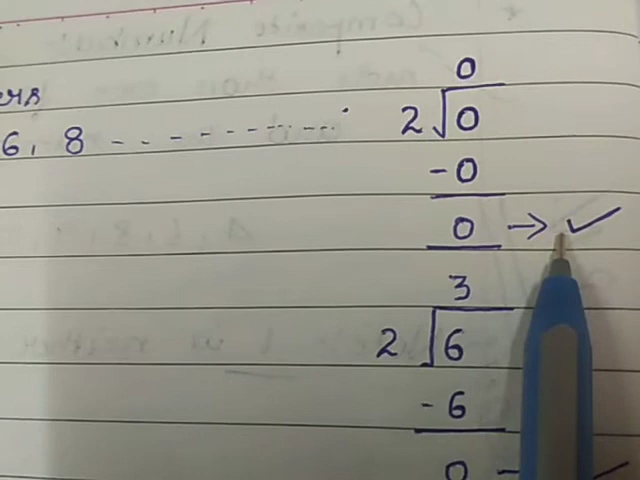 ers
6, 8 - - - - - - - - - - -
0
2 √0
-0
0 → ✓
3
2 √6
-6
0 -